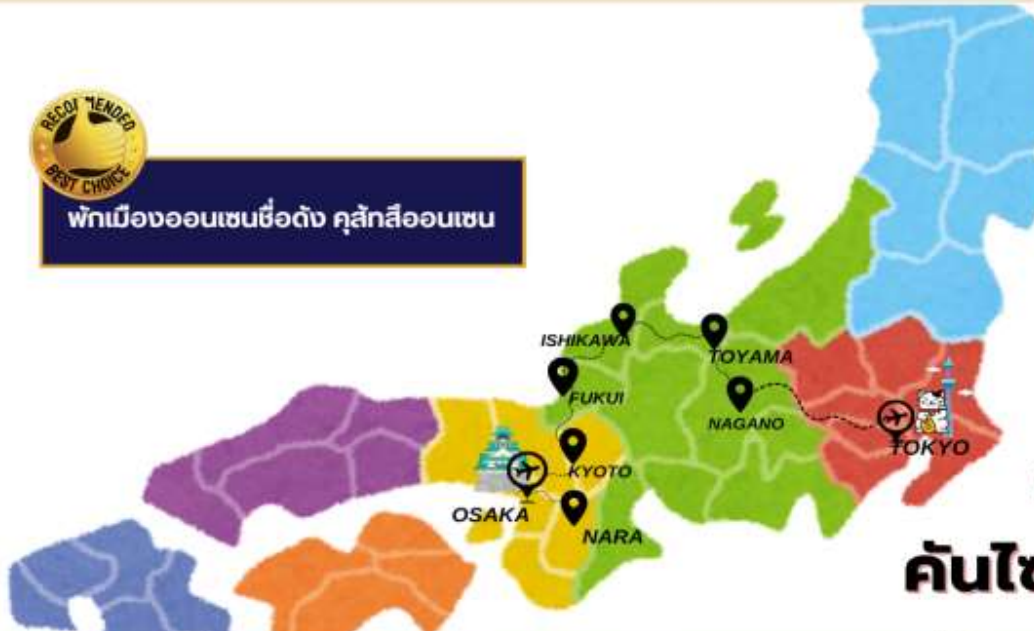 RECOMMENDED
BEST CHOICE
พักเมืองออนเซนชื่อดัง คุสัทสึออนเซน
ISHIKAWA
TOYAMA
FUKUI
NAGANO
TOKYO
KYOTO
OSAKA
NARA
คันไซ